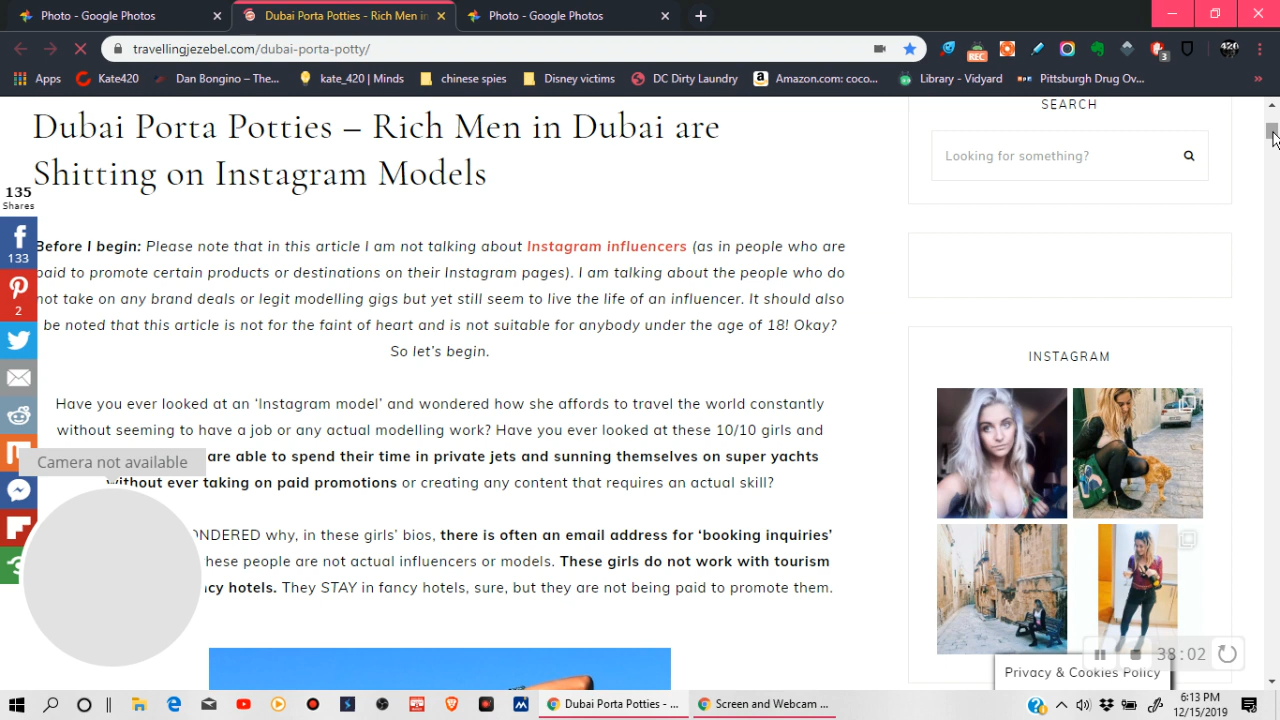 Photo - Google Photos
Dubai Porta Potties - Rich Men in
Photo - Google Photos
travellingjezebel.com/dubai-porta-potty/
REC
3
420
Apps
Kate420
Dan Bongino – The...
kate_420 | Minds
chinese spies
Disney victims
DC Dirty Laundry
Amazon.com: coco...
Library - Vidyard
Pittsburgh Drug Ov...
Dubai Porta Potties – Rich Men in Dubai are
Shitting on Instagram Models
135
Shares
133
2
Before I begin: Please note that in this article I am not talking about Instagram influencers (as in people who are
paid to promote certain products or destinations on their Instagram pages). I am talking about the people who do
not take on any brand deals or legit modelling gigs but yet still seem to live the life of an influencer. It should also
be noted that this article is not for the faint of heart and is not suitable for anybody under the age of 18! Okay?
So let's begin.
Have you ever looked at an ‘Instagram model’ and wondered how she affords to travel the world constantly
without seeming to have a job or any actual modelling work? Have you ever looked at these 10/10 girls and
are able to spend their time in private jets and sunning themselves on super yachts
without ever taking on paid promotions or creating any content that requires an actual skill?
ONDERED why, in these girls’ bios, there is often an email address for ‘booking inquiries’
hese people are not actual influencers or models. These girls do not work with tourism
ncy hotels. They STAY in fancy hotels, sure, but they are not being paid to promote them.
Camera not available
SEARCH
Looking for something?
INSTAGRAM
38:02
Privacy & Cookies Policy
Dubai Porta Potties - ...
Screen and Webcam ...
6:13 PM
12/15/2019